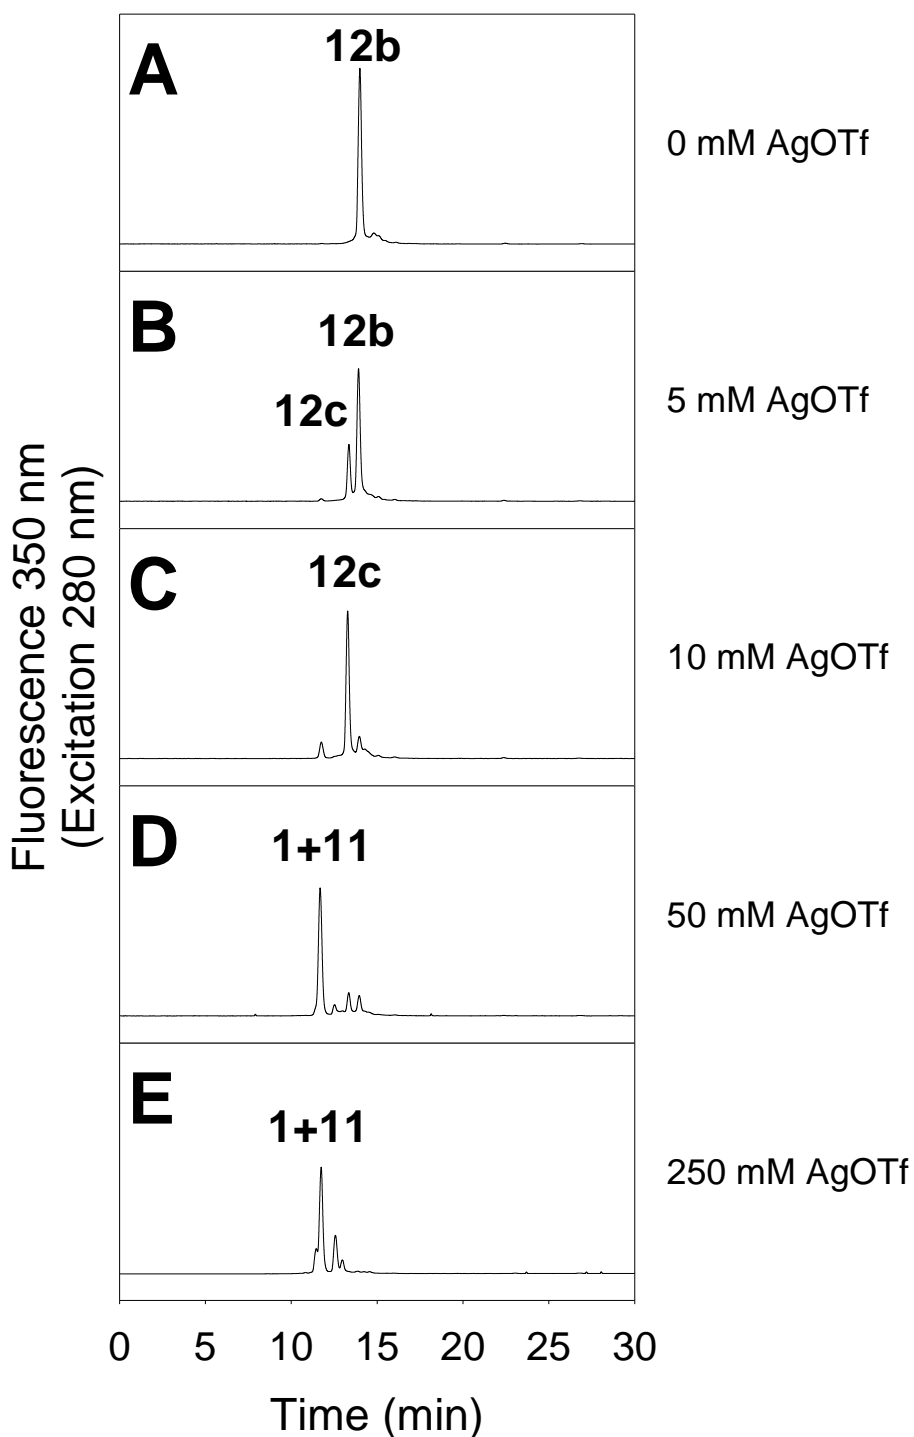 A
12b
0 mM AgOTf
B
12b
12c
5 mM AgOTf
C
12c
10 mM AgOTf
D
1+11
50 mM AgOTf
E
1+11
250 mM AgOTf
Fluorescence 350 nm
(Excitation 280 nm)
0 5 10 15 20 25 30
Time (min)